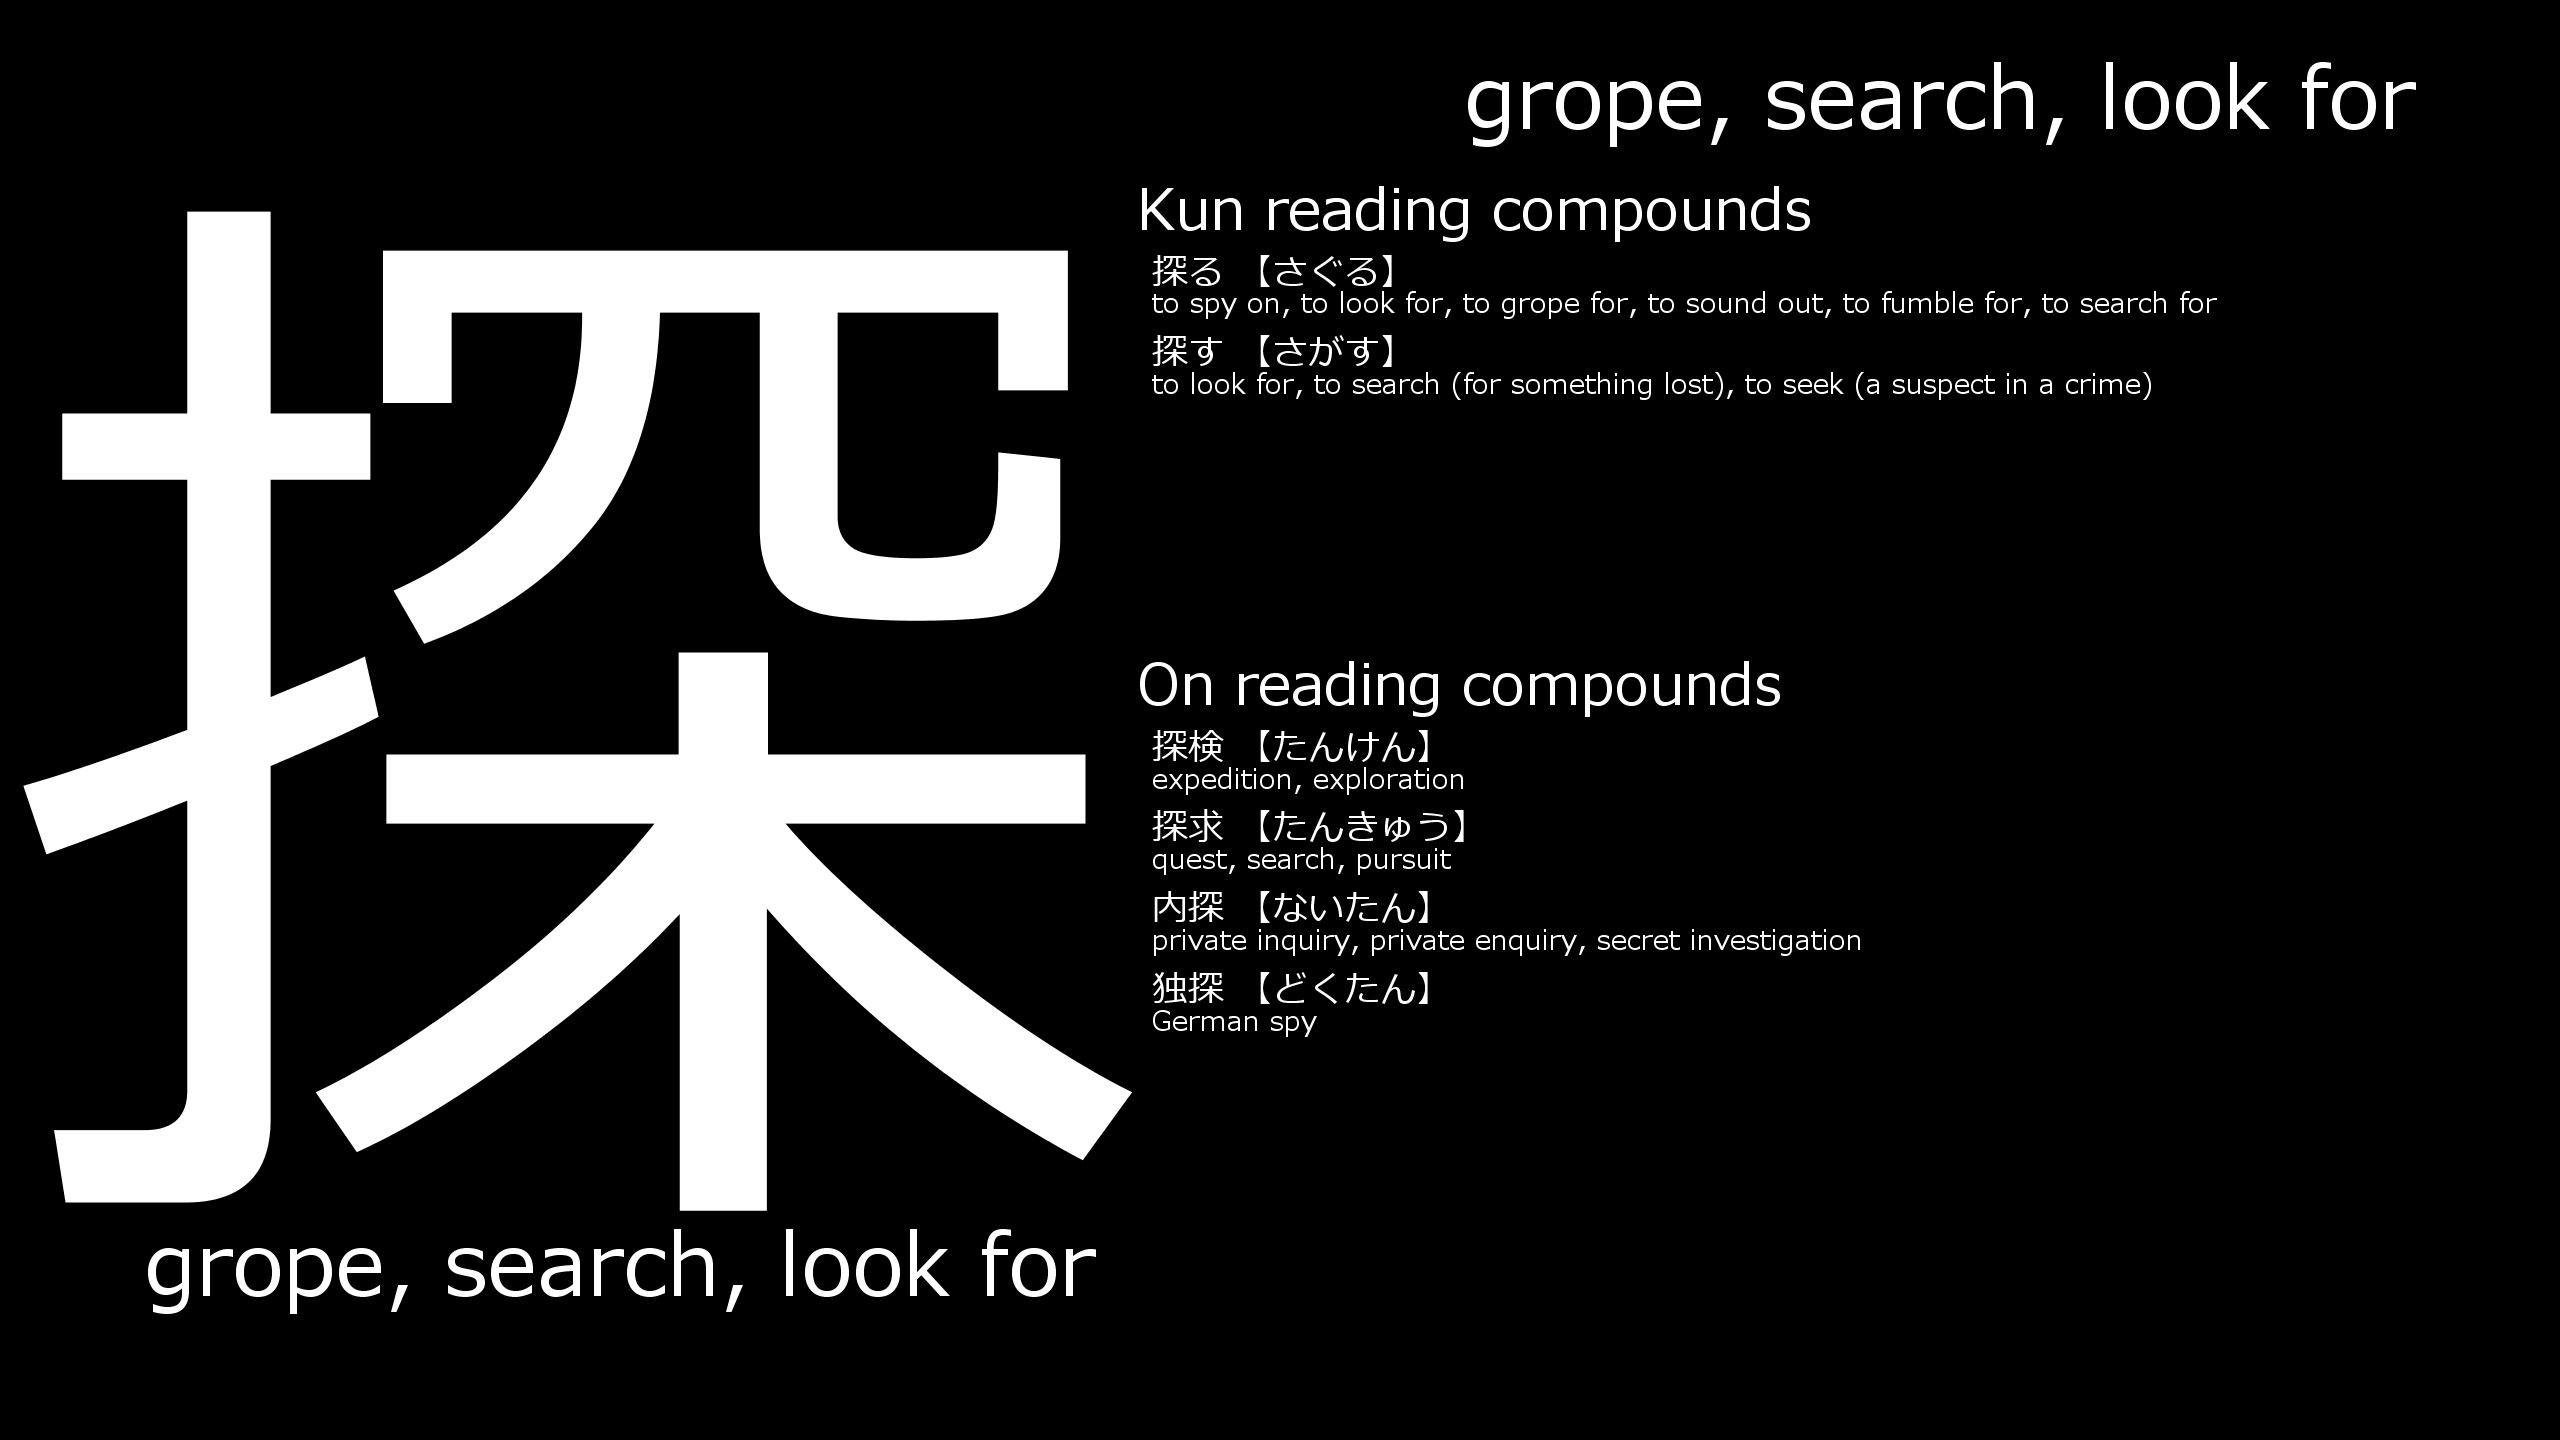 grope, search, look for
探
grope, search, look for
Kun reading compounds
探る 【さぐる】
to spy on, to look for, to grope for, to sound out, to fumble for, to search for
探す 【さがす】
to look for, to search (for something lost), to seek (a suspect in a crime)
On reading compounds
探検 【たんけん】
expedition, exploration
探求 【たんきゅう】
quest, search, pursuit
内探 【ないたん】
private inquiry, private enquiry, secret investigation
独探 【どくたん】
German spy